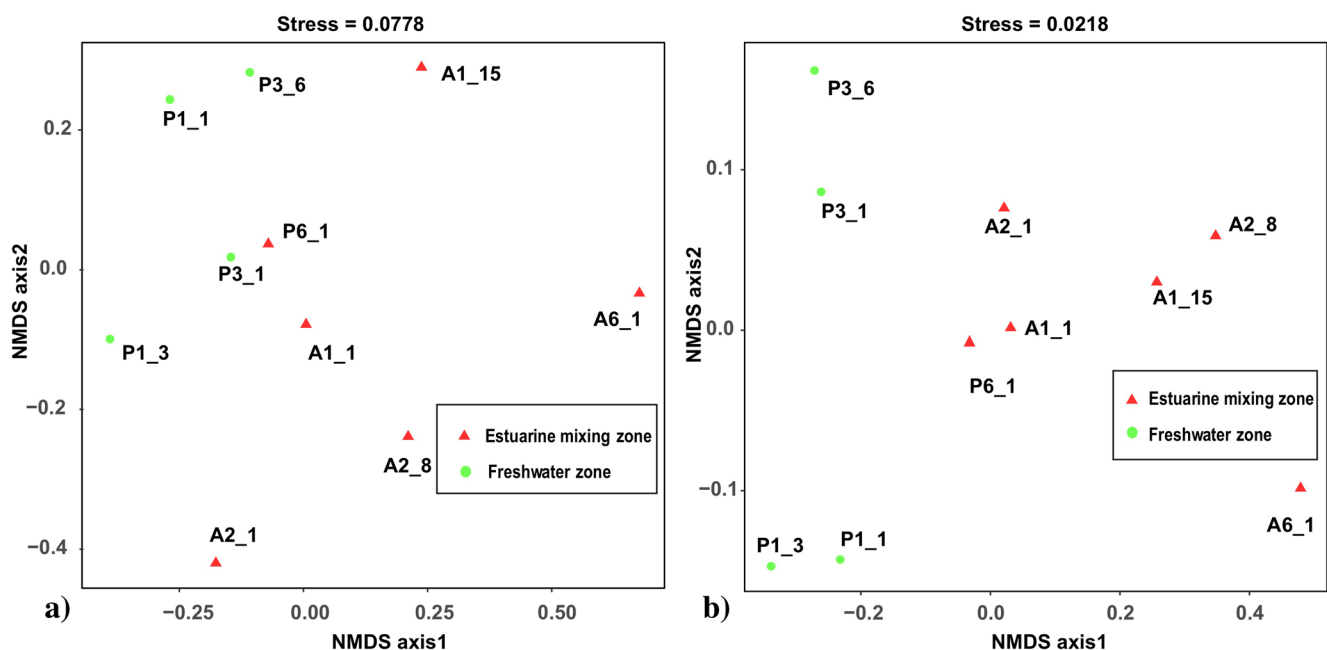 Stress = 0.0778
P3_6
P1_1
A1_15
P6_1
P3_1
A6_1
A1_1
P1_3
A2_8
A2_1
Estuarine mixing zone
Freshwater zone
0.2
0.0
−0.2
−0.4
NMDS axis2
−0.25
0.00
0.25
0.50
NMDS axis1
a)
Stress = 0.0218
P3_6
P3_1
A2_1
A2_8
A1_15
A1_1
P6_1
A6_1
P1_3
P1_1
Estuarine mixing zone
Freshwater zone
0.1
0.0
−0.1
NMDS axis2
−0.2
0.0
0.2
0.4
NMDS axis1
b)